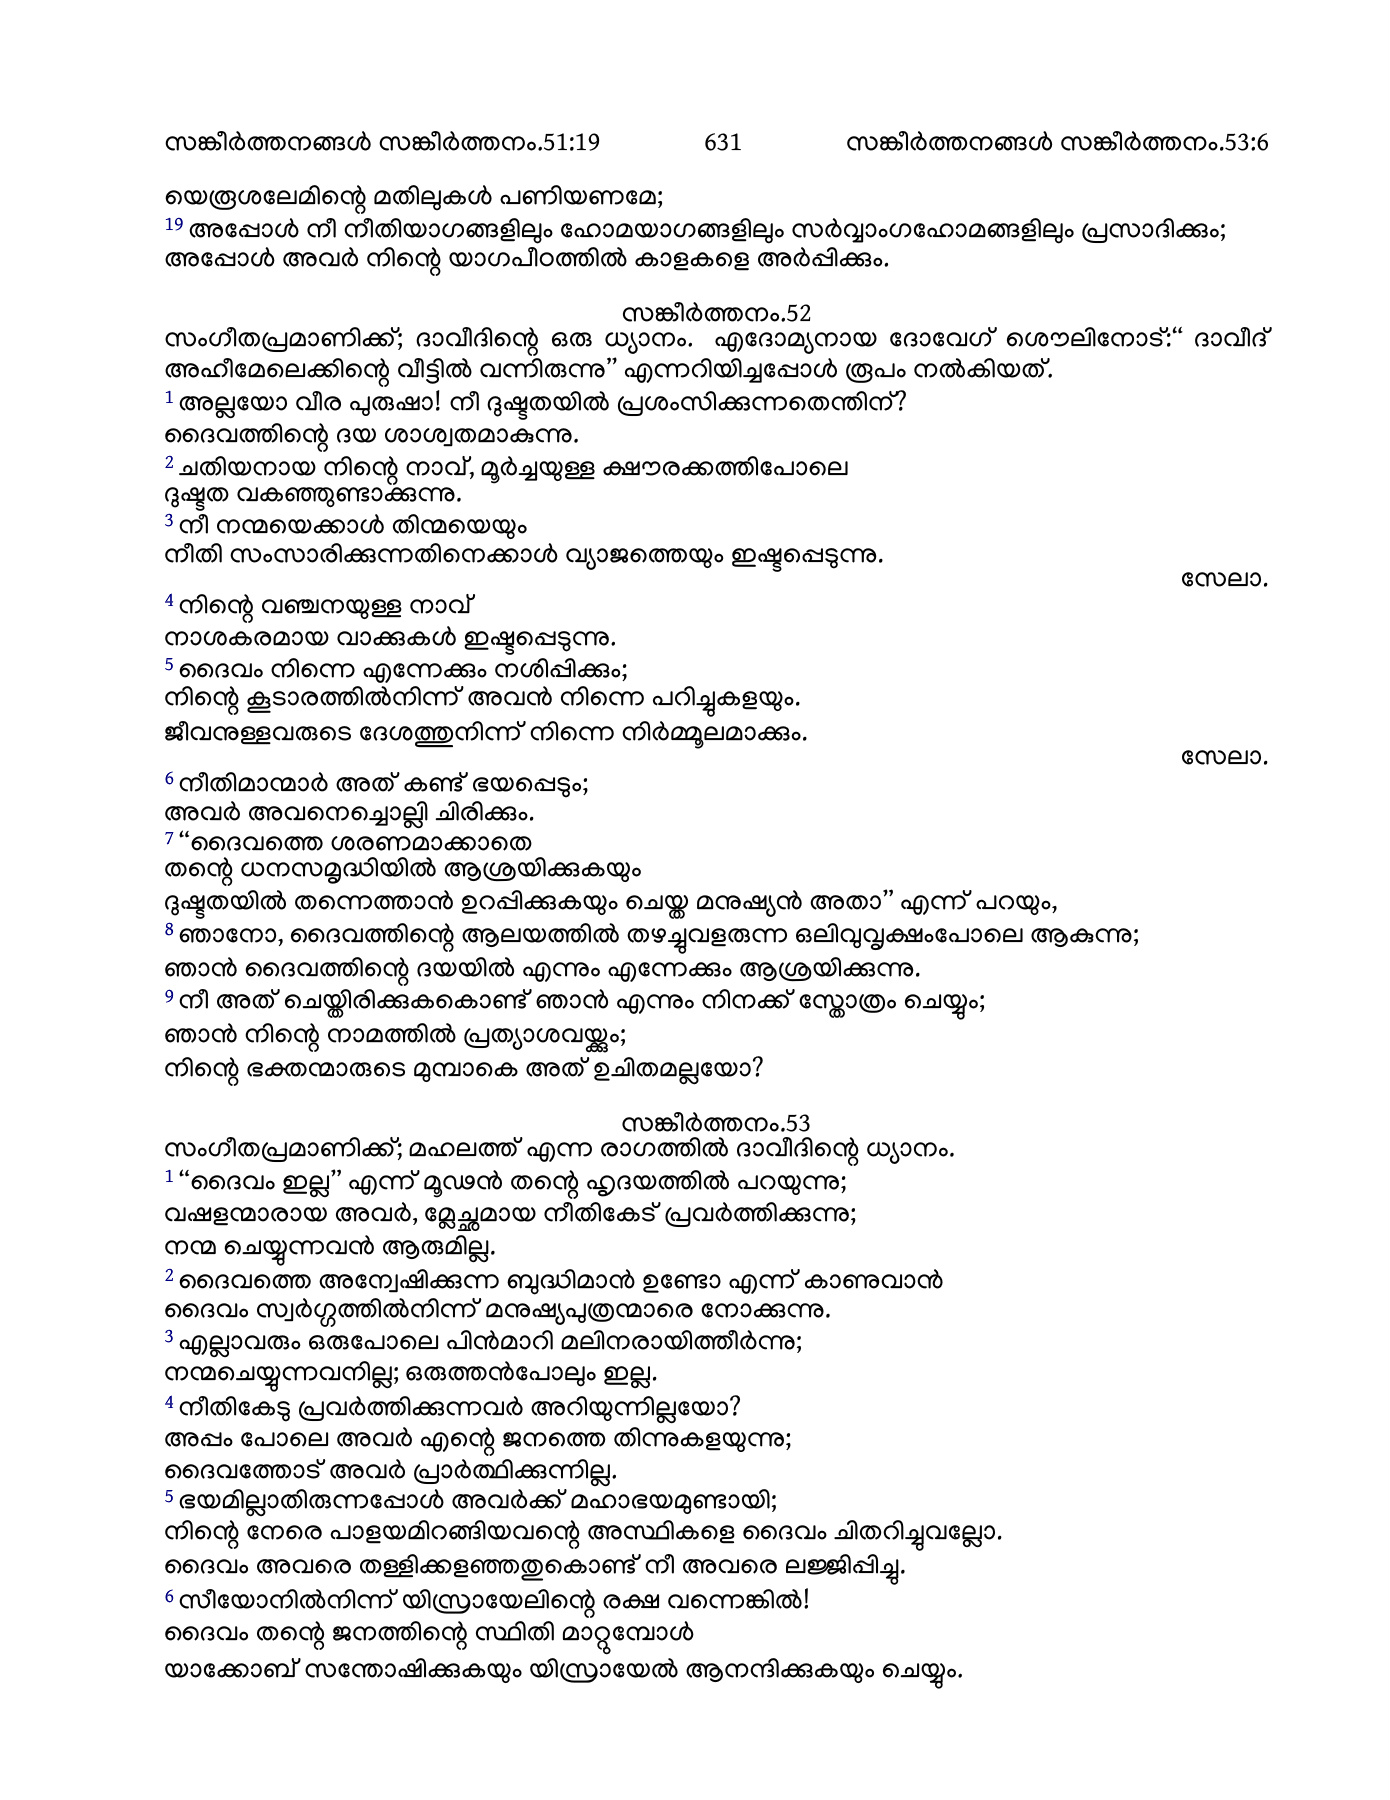 സങ്കീർത്തനങ്ങൾ സങ്കീർത്തനം.51:19 631 സങ്കീർത്തനങ്ങൾ സങ്കീർത്തനം.53:6
യെരൂശലേമിന്റെ മതിലുകൾ പണിയണമേ;
19 അപ്പോൾ നീ നീതിയാഗങ്ങളിലും ഹോമയാഗങ്ങളിലും സർവ്വാംഗഹോമങ്ങളിലും പ്രസാദിക്കും;
അപ്പോൾ അവർ നിന്റെ യാഗപീഠത്തിൽ കാളകളെ അർപ്പിക്കും.
സങ്കീർത്തനം.52
സംഗീതപ്രമാണിക്ക്; ദാവീദിന്റെ ഒരു ധ്യാനം. എദോമ്യനായ ദോവേഗ് ശൌലിനോട്:“ ദാവീദ്
അഹീമേലെക്കിന്റെ വീട്ടിൽ വന്നിരുന്നു” എന്നറിയിച്ചപ്പോൾ രൂപം നൽകിയത്.
1 അല്ലയോ വീര പുരുഷാ! നീ ദുഷ്ടതയിൽ പ്രശംസിക്കുന്നതെന്തിന്?
ദൈവത്തിന്റെ ദയ ശാശ്വതമാകുന്നു.
2 ചതിയനായ നിന്റെ നാവ്, മൂർച്ചയുള്ള ക്ഷൗരക്കത്തിപോലെ
ദുഷ്ടത വകഞ്ഞുണ്ടാക്കുന്നു.
3 നീ നന്മയെക്കാൾ തിന്മയെയും
നീതി സംസാരിക്കുന്നതിനെക്കാൾ വ്യാജത്തെയും ഇഷ്ടപ്പെടുന്നു.
സേലാ.
4 നിന്റെ വഞ്ചനയുള്ള നാവ്
നാശകരമായ വാക്കുകൾ ഇഷ്ടപ്പെടുന്നു.
5 ദൈവം നിന്നെ എന്നേക്കും നശിപ്പിക്കും;
നിന്റെ കൂടാരത്തിൽനിന്ന് അവൻ നിന്നെ പറിച്ചുകളയും.
ജീവനുള്ളവരുടെ ദേശത്തുനിന്ന് നിന്നെ നിർമ്മൂലമാക്കും.
സേലാ.
6 നീതിമാന്മാർ അത് കണ്ട് ഭയപ്പെടും;
അവർ അവനെച്ചൊല്ലി ചിരിക്കും.
7 “ദൈവത്തെ ശരണമാക്കാതെ
തന്റെ ധനസമൃദ്ധിയിൽ ആശ്രയിക്കുകയും
ദുഷ്ടതയിൽ തന്നെത്താൻ ഉറപ്പിക്കുകയും ചെയ്ത മനുഷ്യൻ അതാ” എന്ന് പറയും,
8 ഞാനോ, ദൈവത്തിന്റെ ആലയത്തിൽ തഴച്ചുവളരുന്ന ഒലിവുവൃക്ഷംപോലെ ആകുന്നു;
ഞാൻ ദൈവത്തിന്റെ ദയയിൽ എന്നും എന്നേക്കും ആശ്രയിക്കുന്നു.
9 നീ അത് ചെയ്തിരിക്കുകകൊണ്ട് ഞാൻ എന്നും നിനക്ക് സ്തോത്രം ചെയ്യും;
ഞാൻ നിന്റെ നാമത്തിൽ പ്രത്യാശവയ്ക്കും;
നിന്റെ ഭക്തന്മാരുടെ മുമ്പാകെ അത് ഉചിതമല്ലയോ?
സങ്കീർത്തനം.53
സംഗീതപ്രമാണിക്ക്; മഹലത്ത് എന്ന രാഗത്തിൽ ദാവീദിന്റെ ധ്യാനം.
1 “ദൈവം ഇല്ല” എന്ന് മൂഢൻ തന്റെ ഹൃദയത്തിൽ പറയുന്നു;
വഷളന്മാരായ അവർ, മ്ലേച്ഛമായ നീതികേട് പ്രവർത്തിക്കുന്നു;
നന്മ ചെയ്യുന്നവൻ ആരുമില്ല.
2 ദൈവത്തെ അന്വേഷിക്കുന്ന ബുദ്ധിമാൻ ഉണ്ടോ എന്ന് കാണുവാൻ
ദൈവം സ്വർഗ്ഗത്തിൽനിന്ന് മനുഷ്യപുത്രന്മാരെ നോക്കുന്നു.
3 എല്ലാവരും ഒരുപോലെ പിൻമാറി മലിനരായിത്തീർന്നു;
നന്മചെയ്യുന്നവനില്ല; ഒരുത്തൻപോലും ഇല്ല.
4 നീതികേടു പ്രവർത്തിക്കുന്നവർ അറിയുന്നില്ലയോ?
അപ്പം പോലെ അവർ എന്റെ ജനത്തെ തിന്നുകളയുന്നു;
ദൈവത്തോട് അവർ പ്രാർത്ഥിക്കുന്നില്ല.
5 ഭയമില്ലാതിരുന്നപ്പോൾ അവർക്ക് മഹാഭയമുണ്ടായി;
നിന്റെ നേരെ പാളയമിറങ്ങിയവന്റെ അസ്ഥികളെ ദൈവം ചിതറിച്ചുവല്ലോ.
ദൈവം അവരെ തള്ളിക്കളഞ്ഞതുകൊണ്ട് നീ അവരെ ലജ്ജിപ്പിച്ചു.
6 സീയോനിൽനിന്ന് യിസ്രായേലിന്റെ രക്ഷ വന്നെങ്കിൽ!
ദൈവം തന്റെ ജനത്തിന്റെ സ്ഥിതി മാറ്റുമ്പോൾ
യാക്കോബ് സന്തോഷിക്കുകയും യിസ്രായേൽ ആനന്ദിക്കുകയും ചെയ്യും.